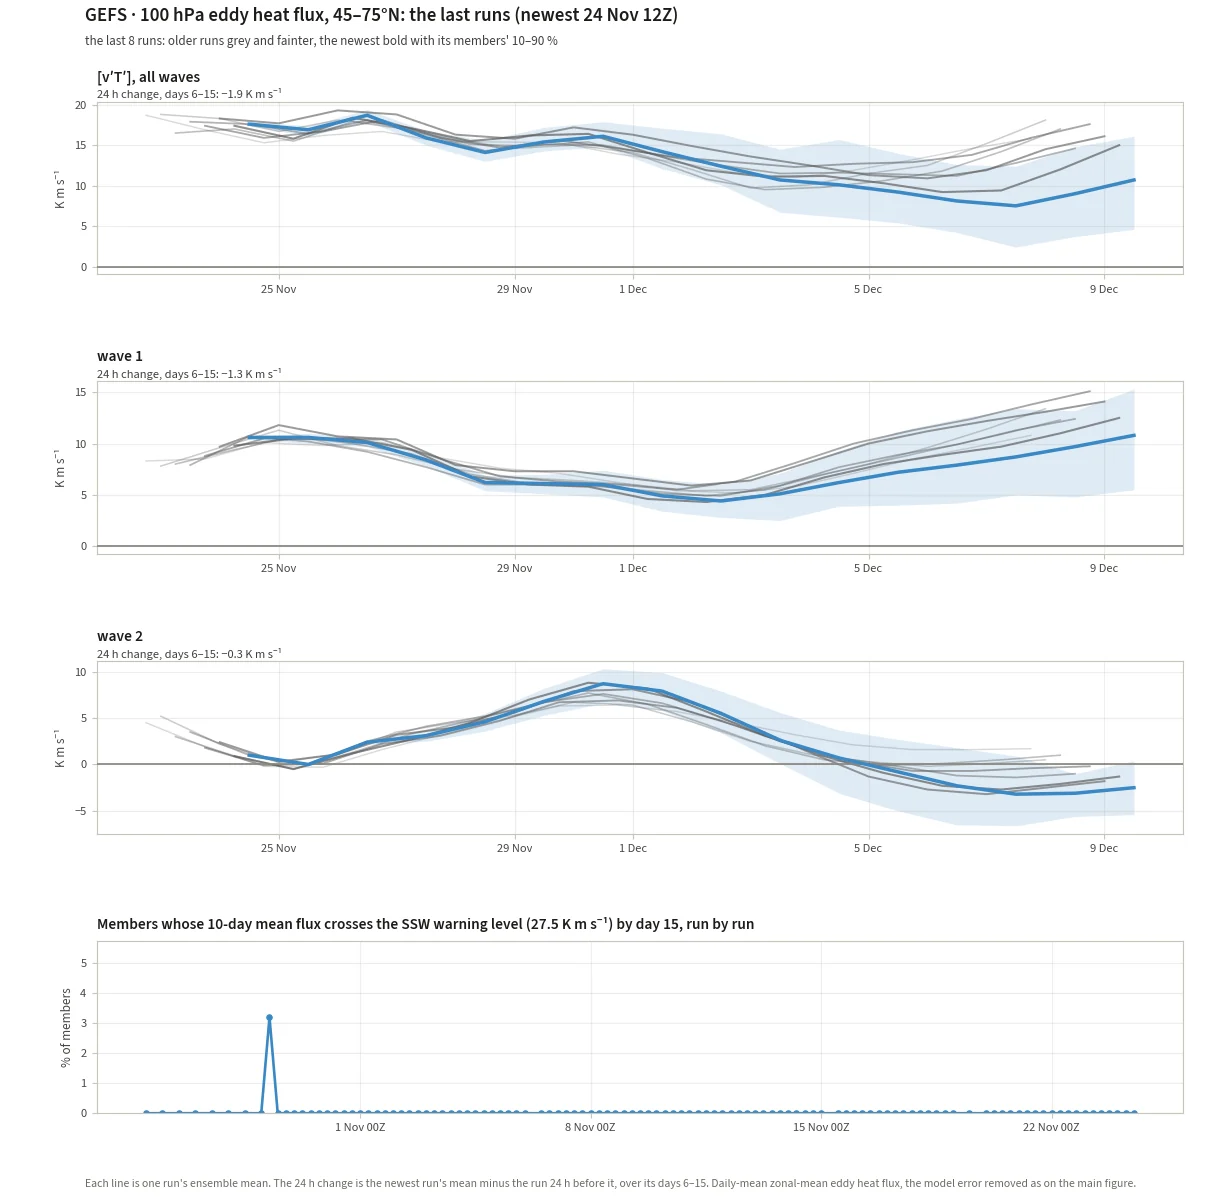 GEFS · 100 hPa eddy heat flux, 45–75°N: the last runs (newest 24 Nov 12Z)
the last 8 runs: older runs grey and fainter, the newest bold with its members' 10–90 %
[v′T′], all waves
24 h change, days 6–15: −1.9 K m s⁻¹
20
15
10
5
0
K m s⁻¹
25 Nov
29 Nov
1 Dec
5 Dec
9 Dec
wave 1
24 h change, days 6–15: −1.3 K m s⁻¹
15
10
5
0
K m s⁻¹
25 Nov
29 Nov
1 Dec
5 Dec
9 Dec
wave 2
24 h change, days 6–15: −0.3 K m s⁻¹
10
5
0
−5
K m s⁻¹
25 Nov
29 Nov
1 Dec
5 Dec
9 Dec
Members whose 10-day mean flux crosses the SSW warning level (27.5 K m s⁻¹) by day 15, run by run
5
4
3
2
1
0
% of members
1 Nov 00Z
8 Nov 00Z
15 Nov 00Z
22 Nov 00Z
Each line is one run's ensemble mean. The 24 h change is the newest run's mean minus the run 24 h before it, over its days 6–15. Daily-mean zonal-mean eddy heat flux, the model error removed as on the main figure.